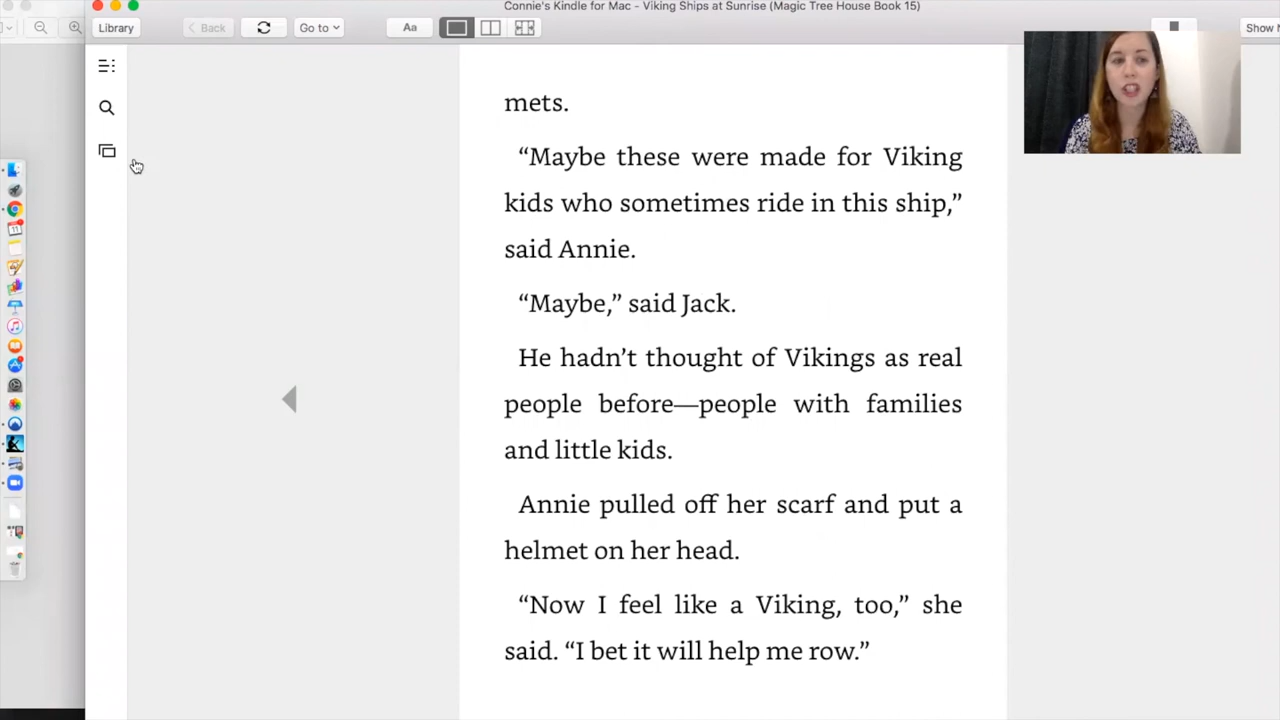 Connie's Kindle for Mac - Viking Ships at Sunrise (Magic Tree House Book 15)
Library
Back
Go to
Aa
Show
mets.
“Maybe these were made for Viking
kids who sometimes ride in this ship,”
said Annie.
“Maybe,” said Jack.
He hadn’t thought of Vikings as real
people before—people with families
and little kids.
Annie pulled off her scarf and put a
helmet on her head.
“Now I feel like a Viking, too,” she
said. “I bet it will help me row.”